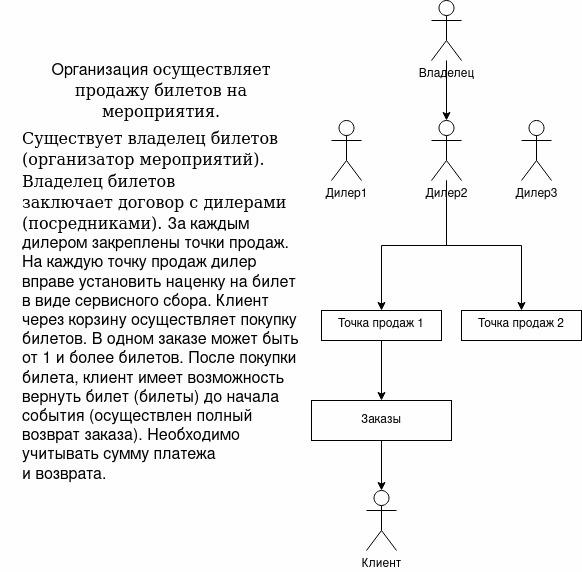 Организация осуществляет
продажу билетов на
мероприятия.
Существует владелец билетов
(организатор мероприятий).
Владелец билетов
заключает договор с дилерами
(посредниками). За каждым
дилером закреплены точки продаж.
На каждую точку продаж дилер
вправе установить наценку на билет
в виде сервисного сбора. Клиент
через корзину осуществляет покупку
билетов. В одном заказе может быть
от 1 и более билетов. После покупки
билета, клиент имеет возможность
вернуть билет (билеты) до начала
события (осуществлен полный
возврат заказа). Необходимо
учитывать сумму платежа
и возврата.
Владелец
Дилер1
Дилер2
Дилер3
Точка продаж 1
Точка продаж 2
Заказы
Клиент